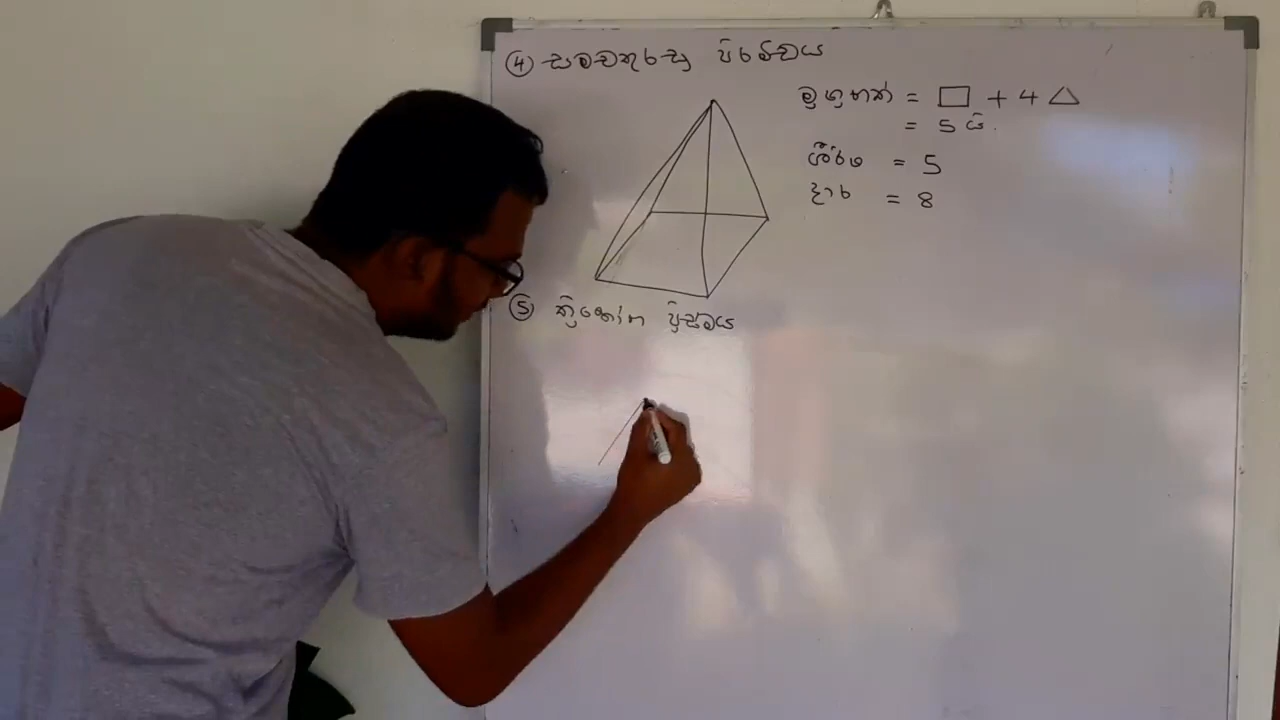 ④ සමචතුරස්‍ර පිරමීඩය
මුහුණත් = □ + 4 △
= 5 යි.
ශීර්ෂ = 5
දාර = 8
⑤ ත්‍රිකෝණ ප්‍රිස්මය